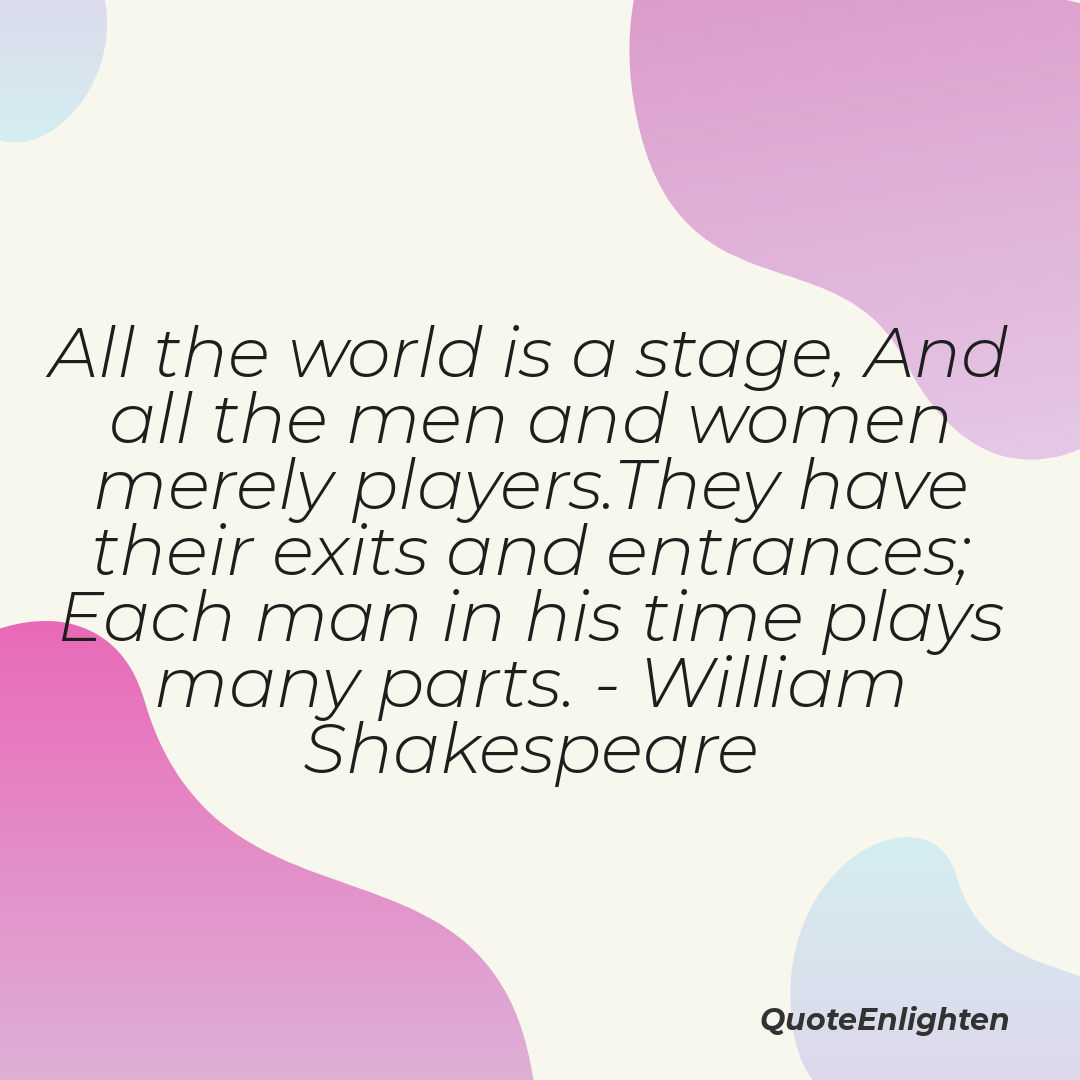 All the world is a stage, And
all the men and women
merely players.They have
their exits and entrances;
Each man in his time plays
many parts. - William
Shakespeare
QuoteEnlighten